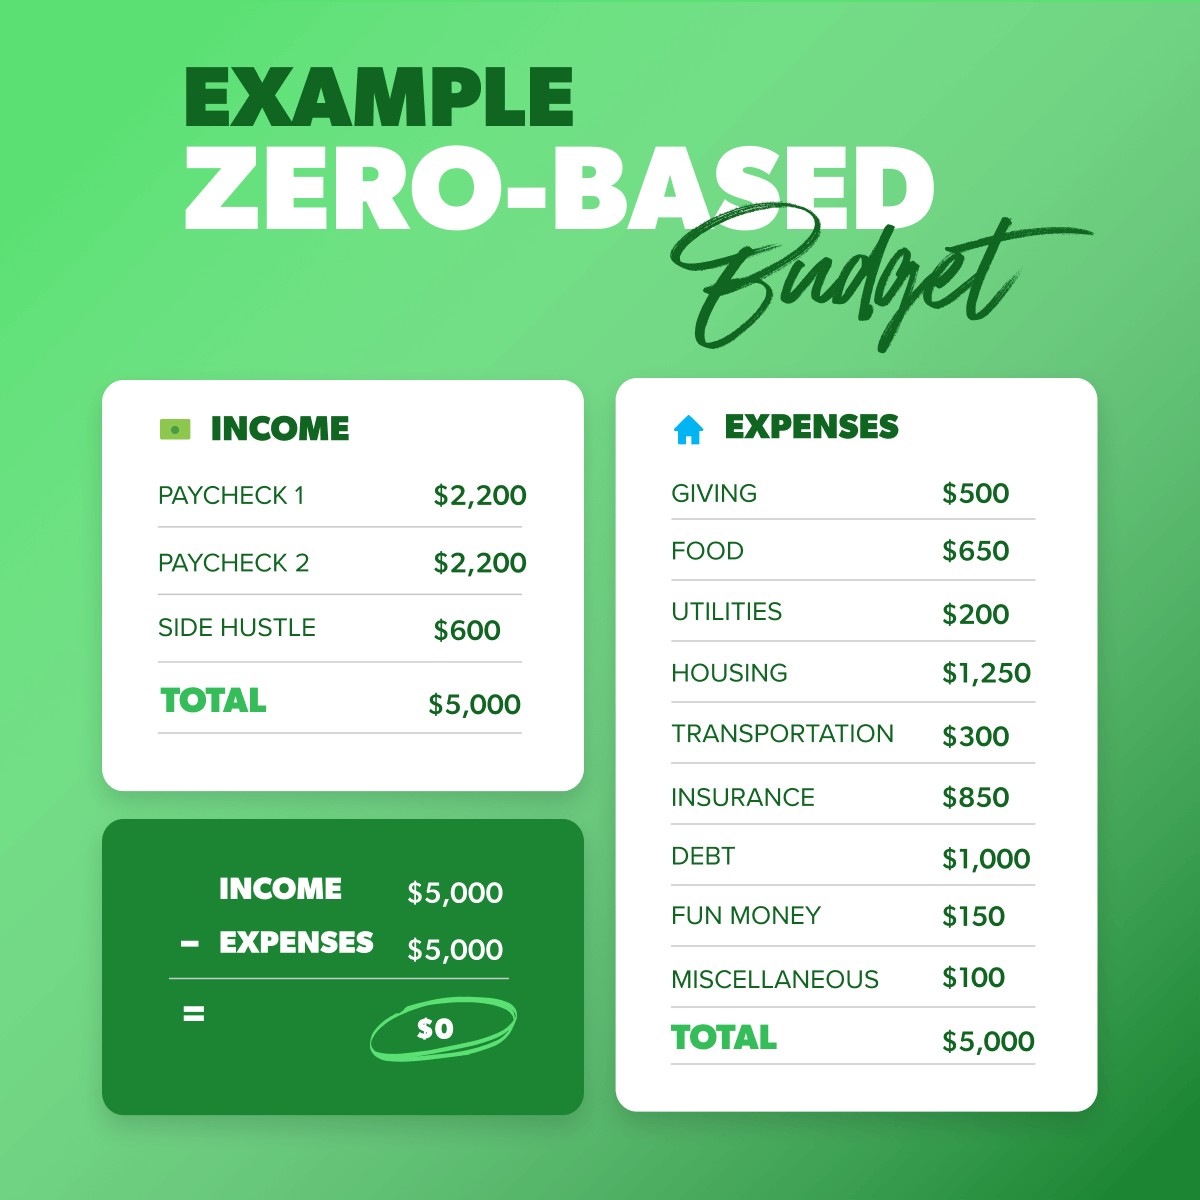 EXAMPLE
ZERO-BASED
Budget
INCOME
PAYCHECK 1 $2,200
PAYCHECK 2 $2,200
SIDE HUSTLE $600
TOTAL $5,000
INCOME $5,000
– EXPENSES $5,000
= $0
EXPENSES
GIVING $500
FOOD $650
UTILITIES $200
HOUSING $1,250
TRANSPORTATION $300
INSURANCE $850
DEBT $1,000
FUN MONEY $150
MISCELLANEOUS $100
TOTAL $5,000